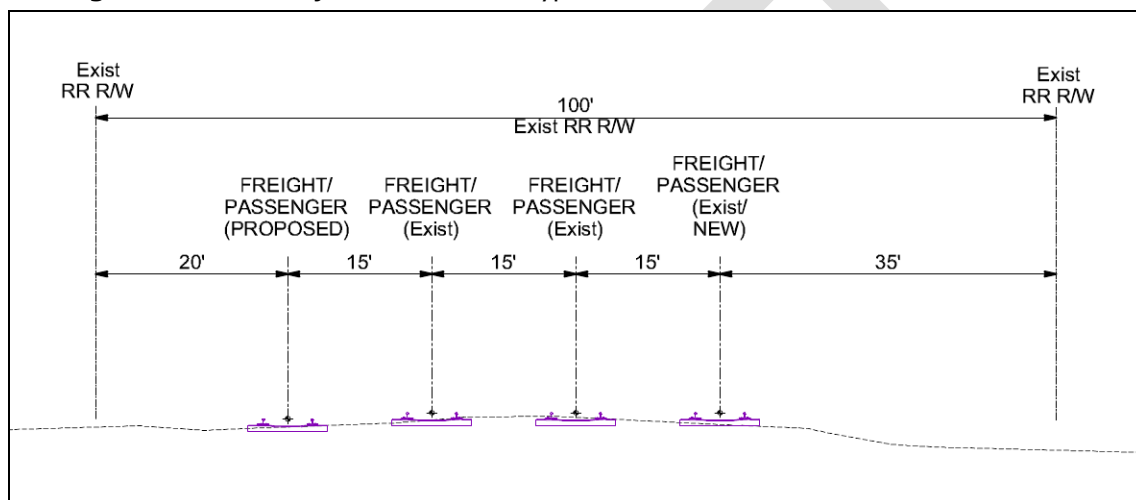 Exist
RR R/W
Exist
RR R/W
100'
Exist RR R/W
FREIGHT/
PASSENGER
(PROPOSED)
FREIGHT/
PASSENGER
(Exist)
FREIGHT/
PASSENGER
(Exist)
FREIGHT/
PASSENGER
(Exist/
NEW)
20'
15'
15'
15'
35'